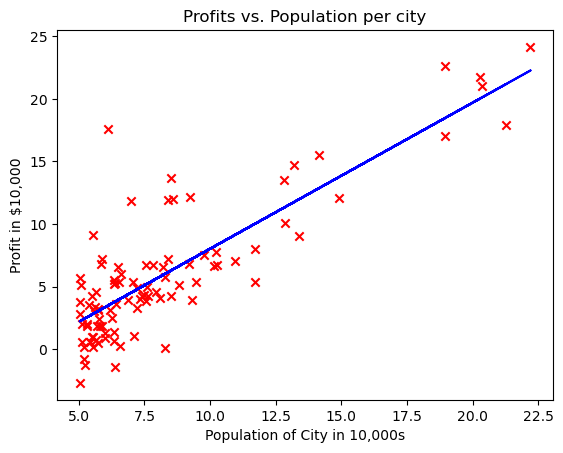 Profits vs. Population per city
Profit in $10,000
25
20
15
10
5
0
5.0 7.5 10.0 12.5 15.0 17.5 20.0 22.5
Population of City in 10,000s